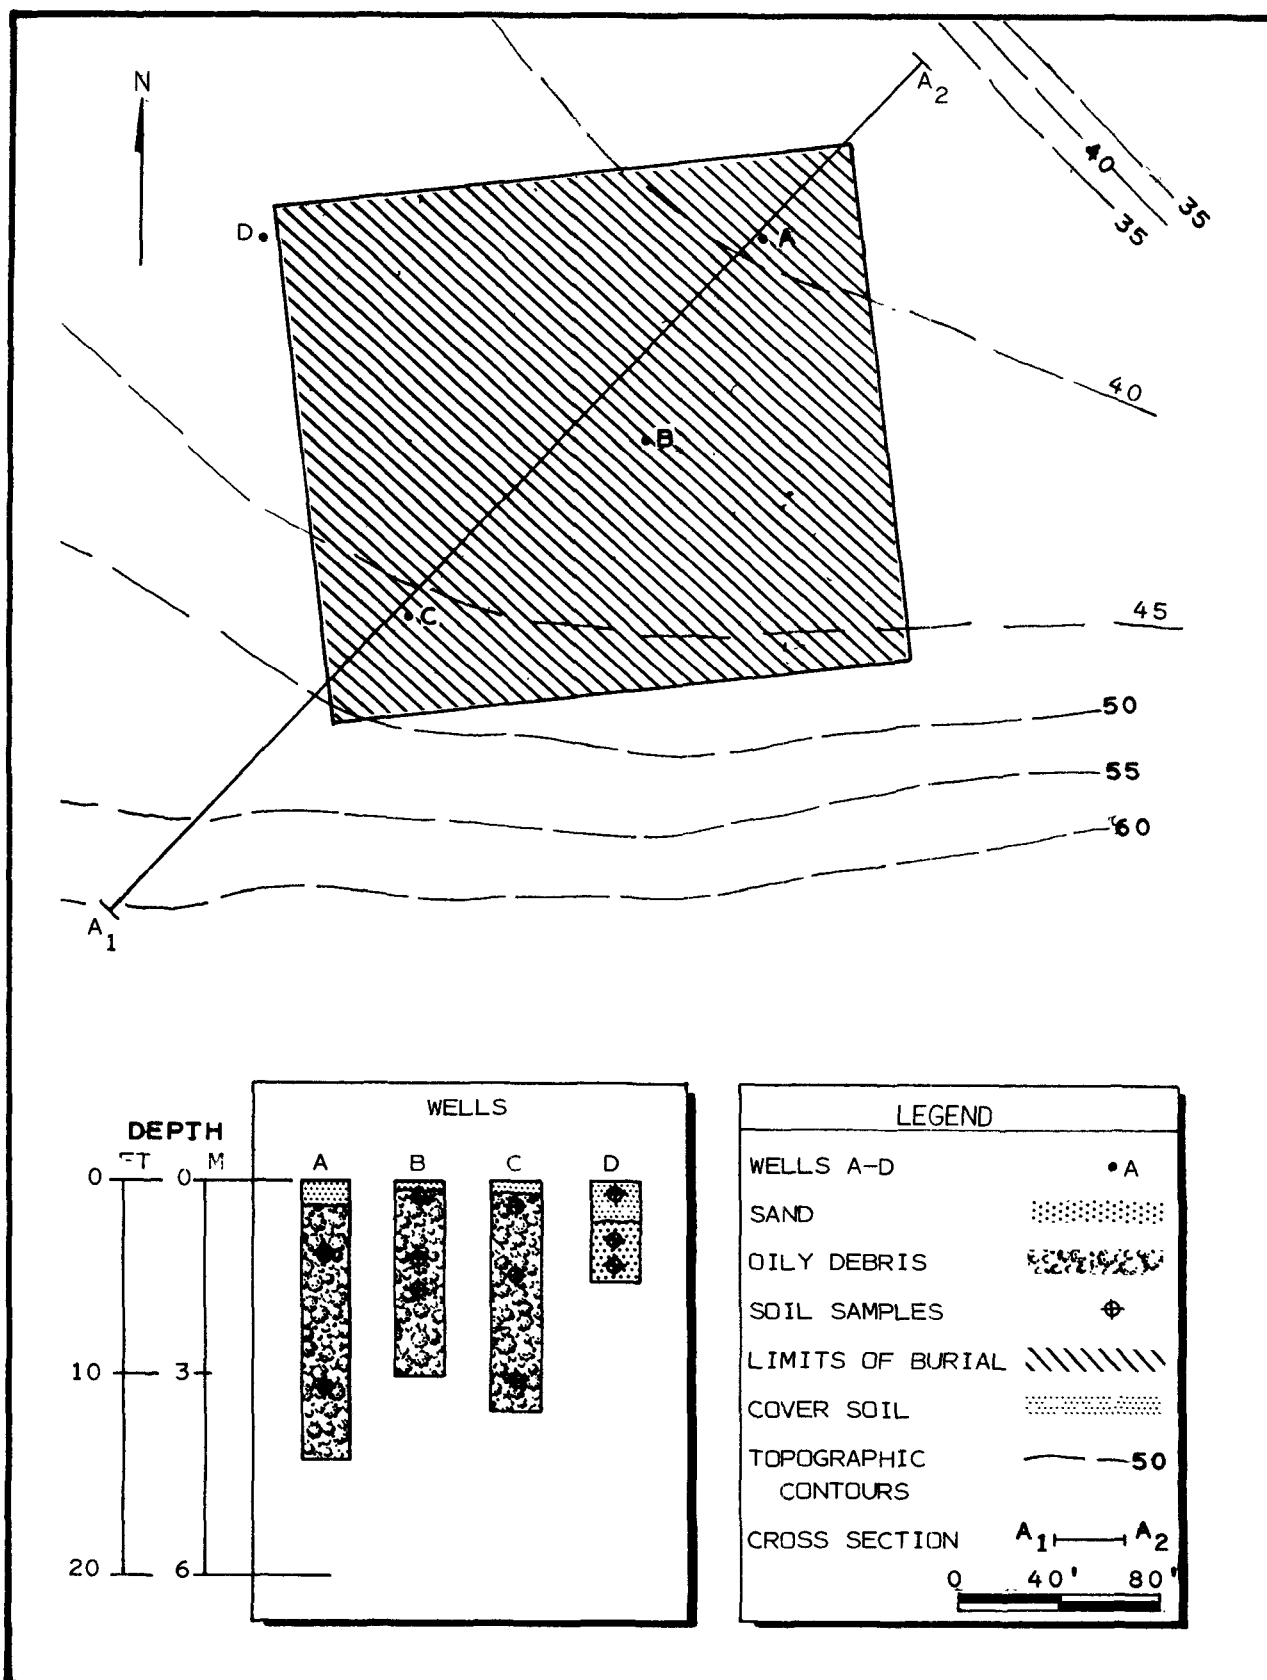 N
A2
40
35
35
D
A
40
B
C
45
50
55
60
A1
WELLS
DEPTH
FT M
A B C D
0 0
10 3
20 6
LEGEND
WELLS A-D A
SAND
OILY DEBRIS
SOIL SAMPLES
LIMITS OF BURIAL
COVER SOIL
TOPOGRAPHIC 50
CONTOURS
CROSS SECTION A1 A2
0 40' 80'